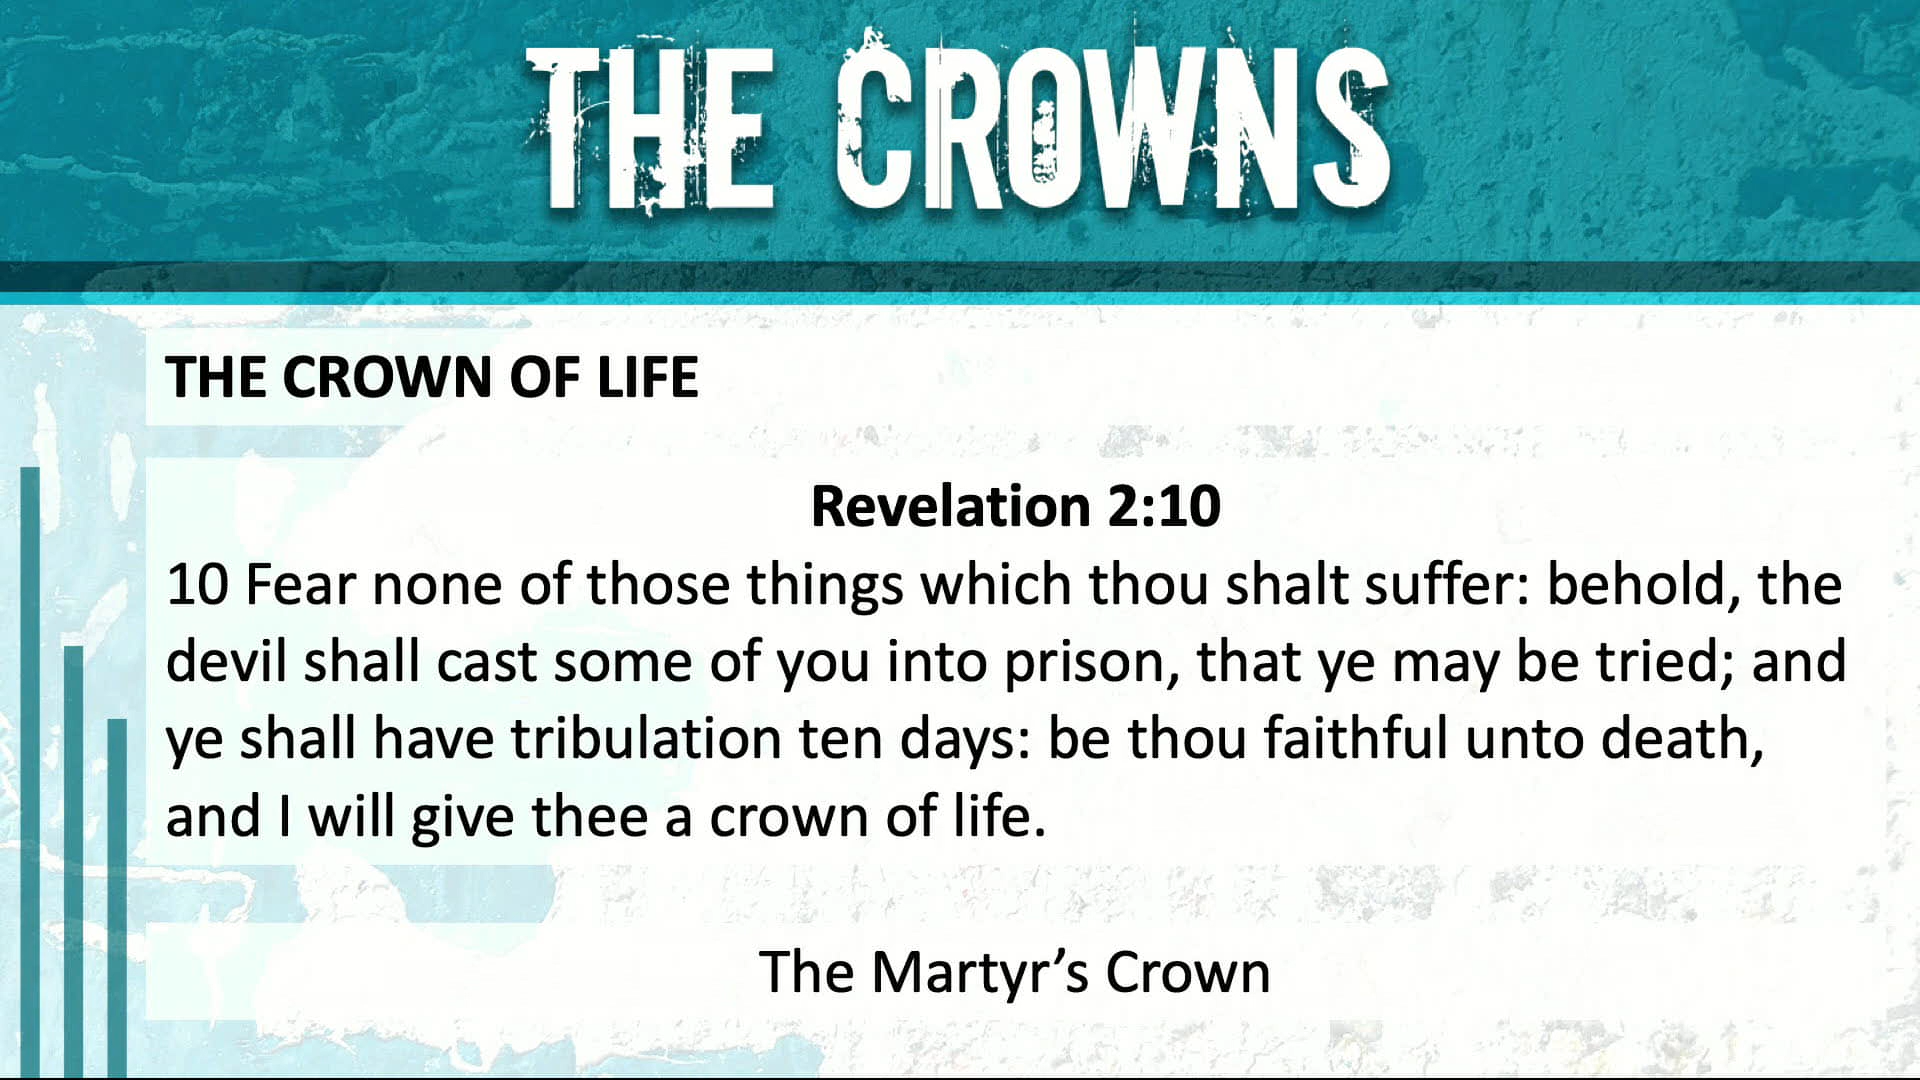 THE CROWNS
THE CROWN OF LIFE
Revelation 2:10
10 Fear none of those things which thou shalt suffer: behold, the
devil shall cast some of you into prison, that ye may be tried; and
ye shall have tribulation ten days: be thou faithful unto death,
and I will give thee a crown of life.
The Martyr’s Crown